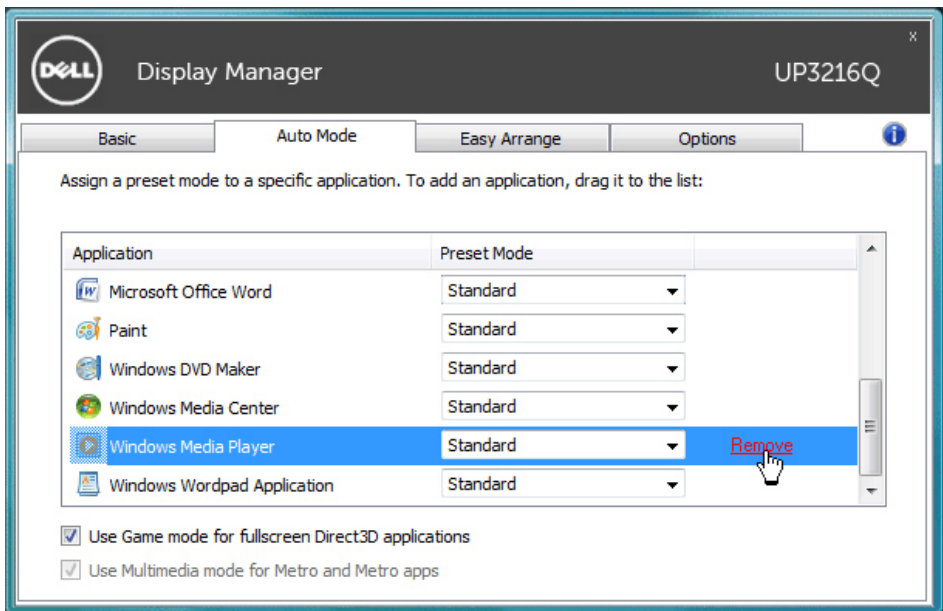 x
DELL Display Manager UP3216Q
Basic Auto Mode Easy Arrange Options i
Assign a preset mode to a specific application. To add an application, drag it to the list:
Application Preset Mode
W Microsoft Office Word Standard
Paint Standard
Windows DVD Maker Standard
Windows Media Center Standard
Windows Media Player Standard Remove
Windows Wordpad Application Standard
Use Game mode for fullscreen Direct3D applications
Use Multimedia mode for Metro and Metro apps